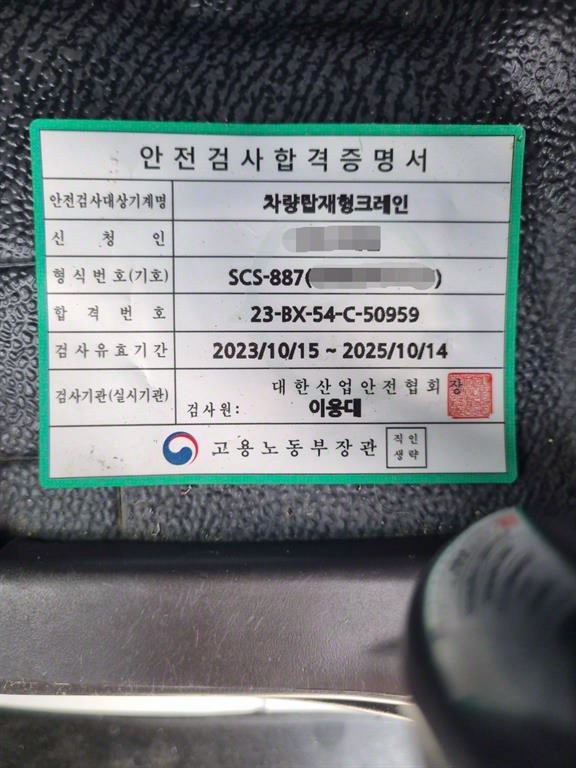 안전검사합격증명서
안전검사대상기계명 차량탑재형크레인
신 청 인
형식번호(기호) SCS-887( )
합 격 번 호 23-BX-54-C-50959
검사유효기간 2023/10/15 ~ 2025/10/14
검사기관(실시기관) 대한산업안전협회장
검사원: 이용대
고용노동부장관 직인
생략